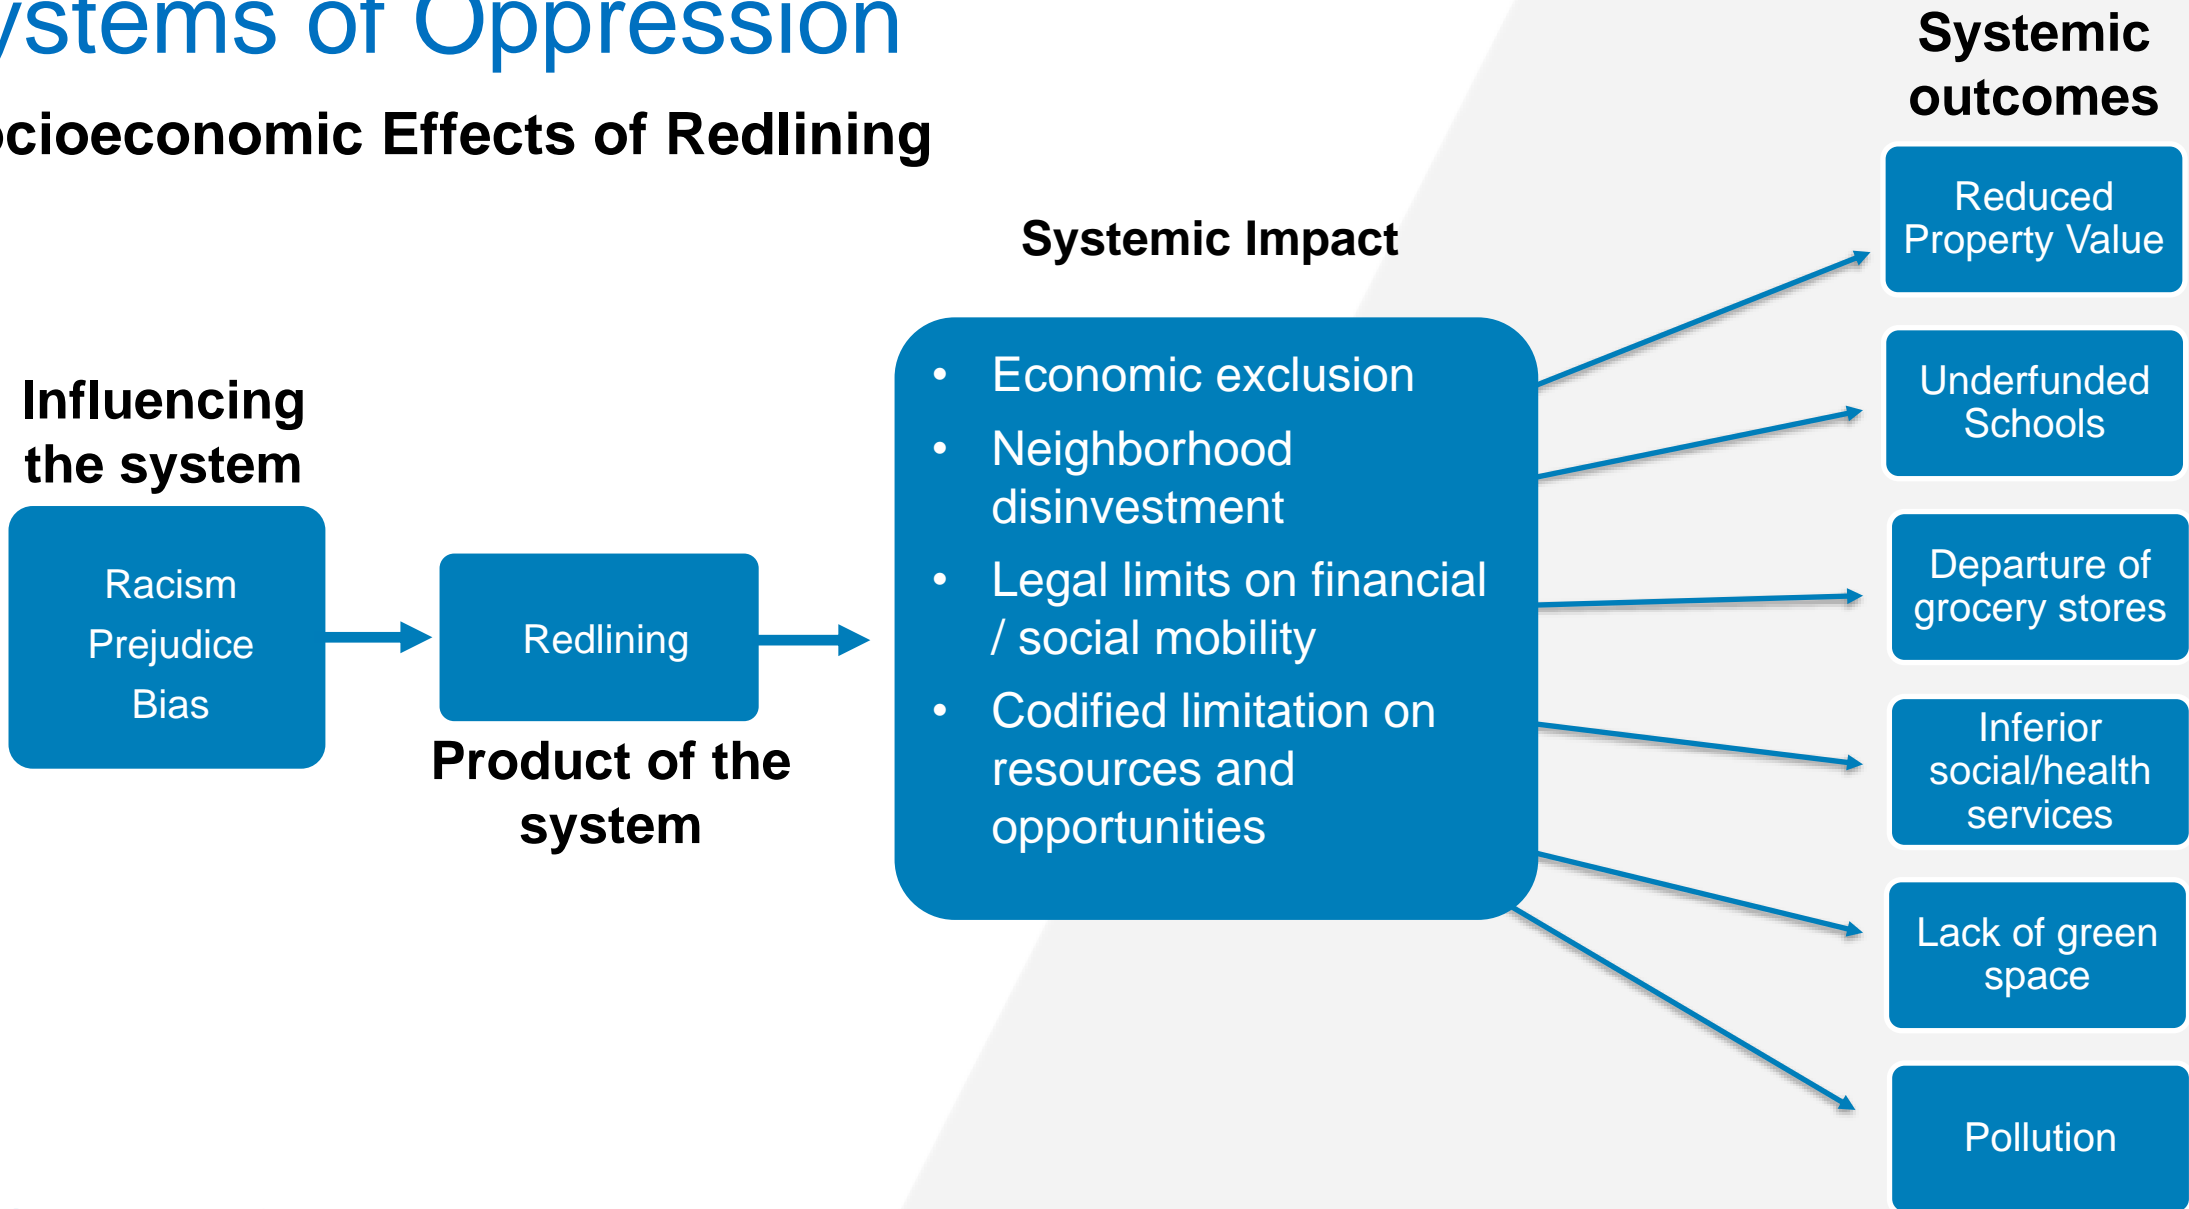 ystems of Oppression
ocioeconomic Effects of Redlining
Influencing
the system
Racism
Prejudice
Bias
Redlining
Product of the
system
Systemic Impact
• Economic exclusion
• Neighborhood
disinvestment
• Legal limits on financial
/ social mobility
• Codified limitation on
resources and
opportunities
Systemic
outcomes
Reduced
Property Value
Underfunded
Schools
Departure of
grocery stores
Inferior
social/health
services
Lack of green
space
Pollution